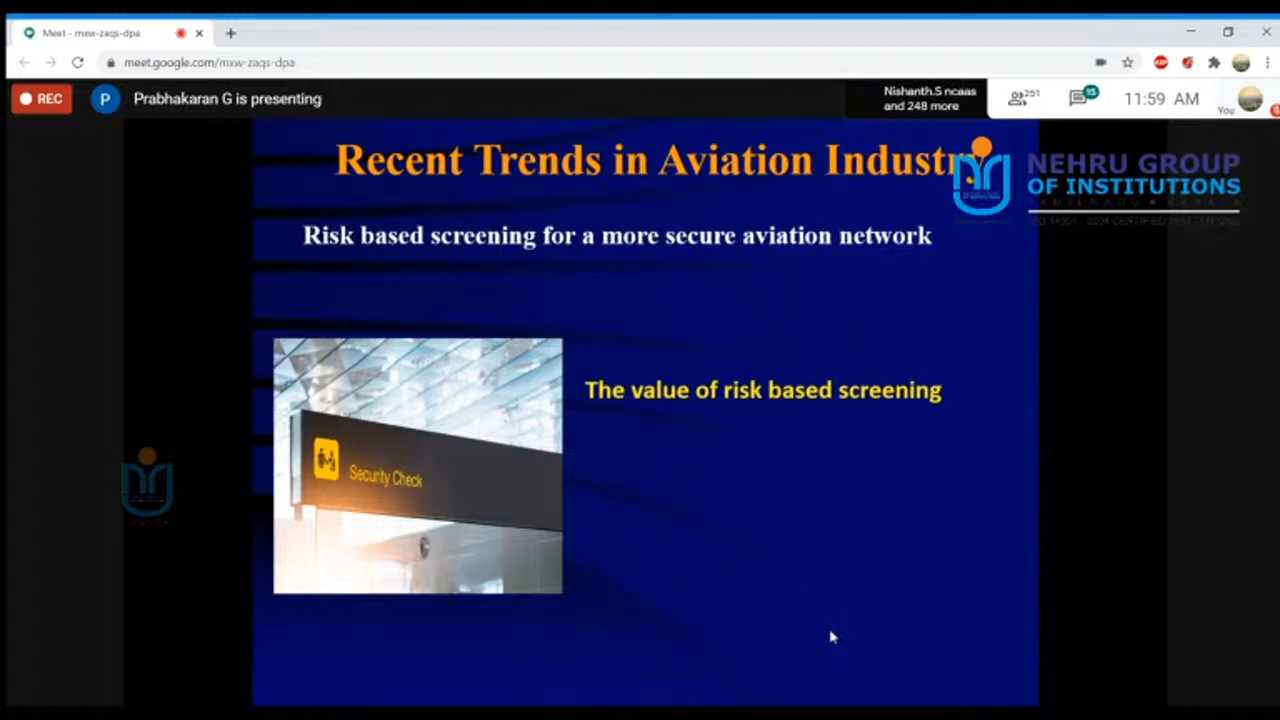 Meet - mxw-zaqs-dpa
meet.google.com/mxw-zaqs-dpa
REC
P
Prabhakaran G is presenting
Nishanth.S ncaas
and 248 more
251
15
11:59 AM
You
Recent Trends in Aviation Industry
NEHRU GROUP
OF INSTITUTIONS
Risk based screening for a more secure aviation network
The value of risk based screening
Security Check